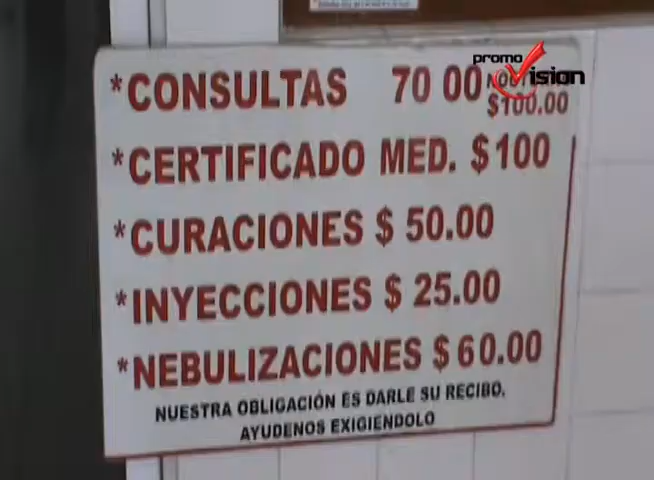 promo
vision
*CONSULTAS 70 00
$100.00
*CERTIFICADO MED. $100
*CURACIONES $ 50.00
*INYECCIONES $ 25.00
*NEBULIZACIONES $ 60.00
NUESTRA OBLIGACIÓN ES DARLE SU RECIBO.
AYUDENOS EXIGIENDOLO